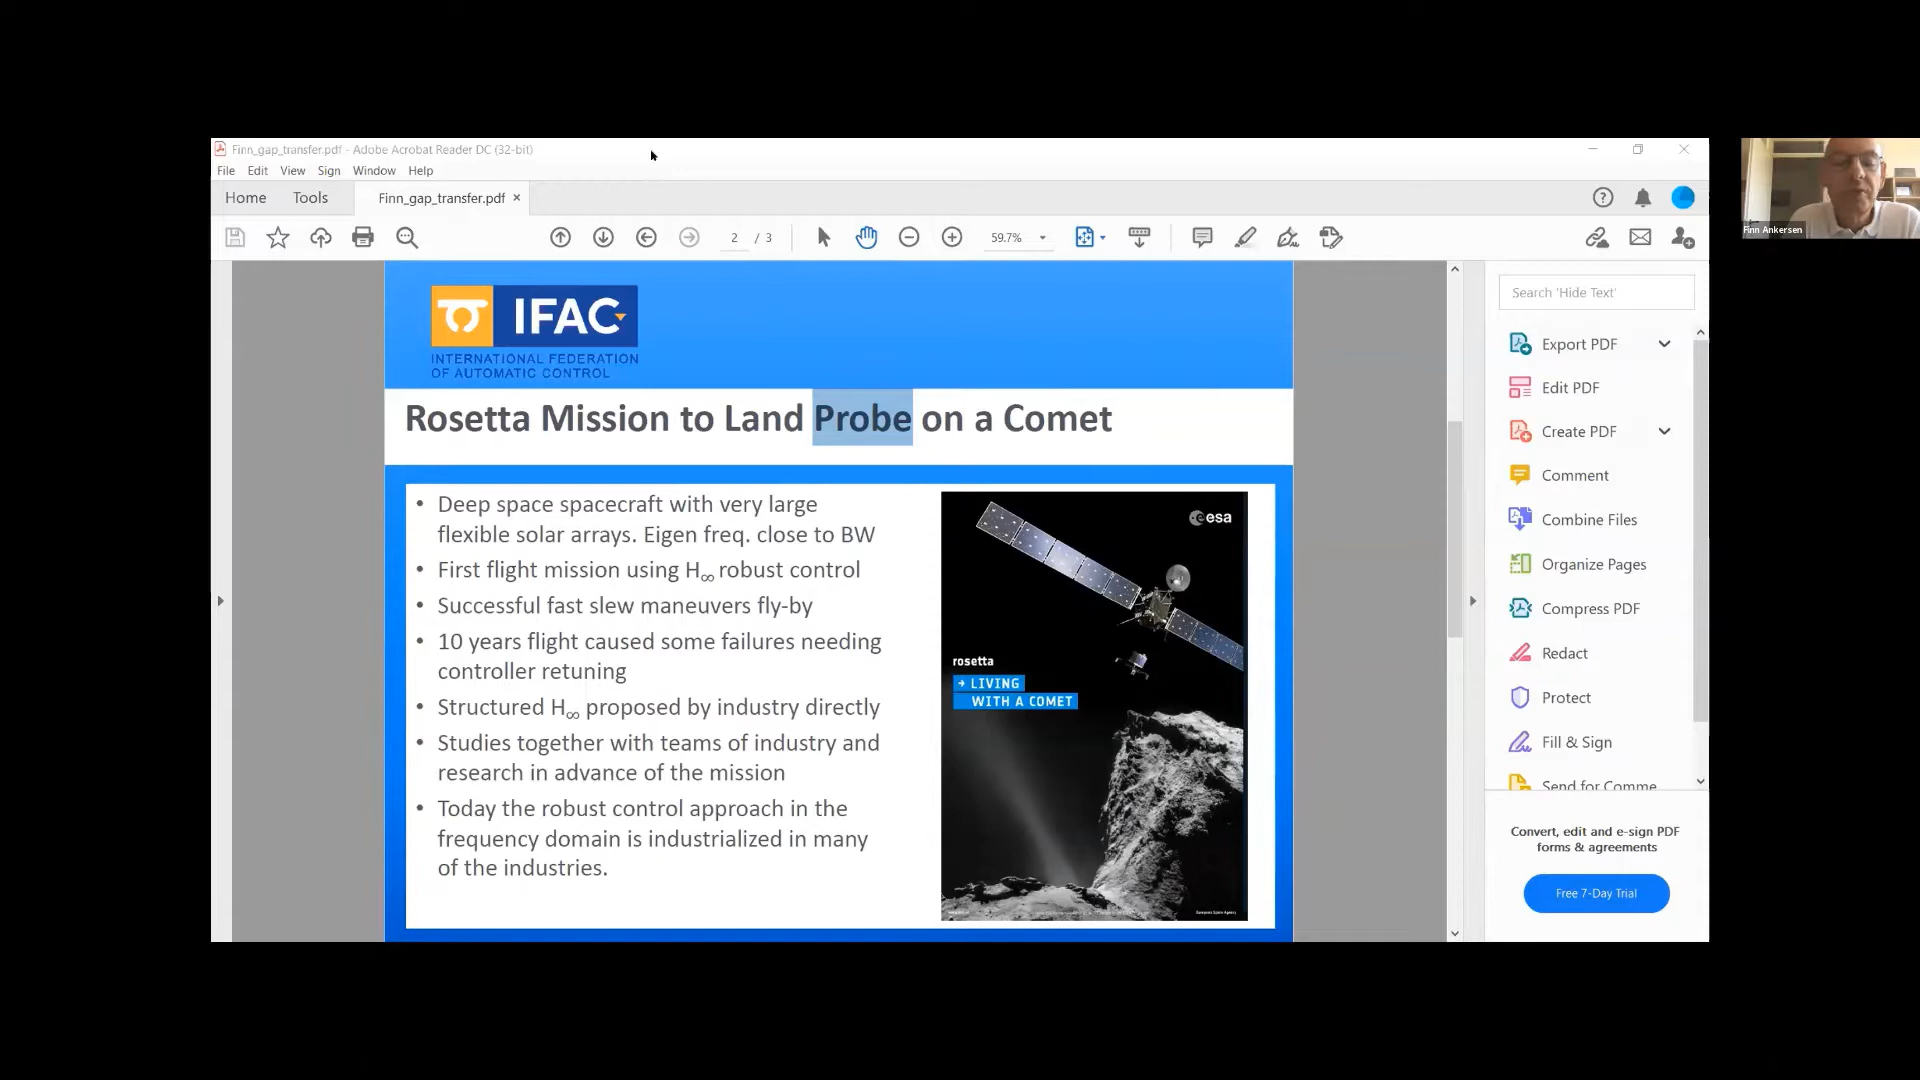 Finn_gap_transfer.pdf - Adobe Acrobat Reader DC (32-bit)
File Edit View Sign Window Help
Home Tools Finn_gap_transfer.pdf ×
2 / 3 59.7%
Finn Ankersen
IFAC
INTERNATIONAL FEDERATION
OF AUTOMATIC CONTROL
Rosetta Mission to Land Probe on a Comet
• Deep space spacecraft with very large
flexible solar arrays. Eigen freq. close to BW
• First flight mission using H∞ robust control
• Successful fast slew maneuvers fly-by
• 10 years flight caused some failures needing
controller retuning
• Structured H∞ proposed by industry directly
• Studies together with teams of industry and
research in advance of the mission
• Today the robust control approach in the
frequency domain is industrialized in many
of the industries.
esa
rosetta
→ LIVING
WITH A COMET
European Space Agency
Search 'Hide Text'
Export PDF
Edit PDF
Create PDF
Comment
Combine Files
Organize Pages
Compress PDF
Redact
Protect
Fill & Sign
Send for Comme
Convert, edit and e-sign PDF
forms & agreements
Free 7-Day Trial